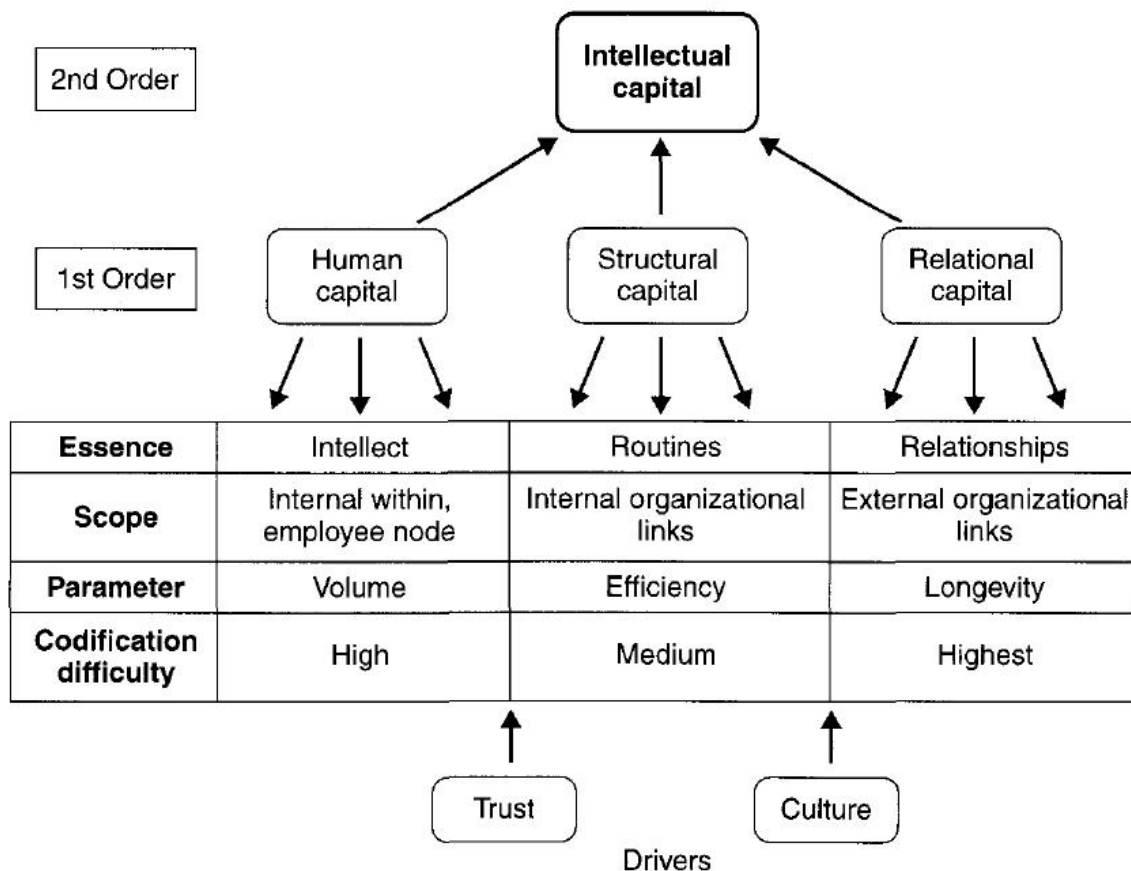 2nd Order
Intellectual
capital
1st Order
Human
capital
Structural
capital
Relational
capital
Essence
Intellect
Routines
Relationships
Scope
Internal within,
employee node
Internal organizational
links
External organizational
links
Parameter
Volume
Efficiency
Longevity
Codification
difficulty
High
Medium
Highest
Trust
Culture
Drivers